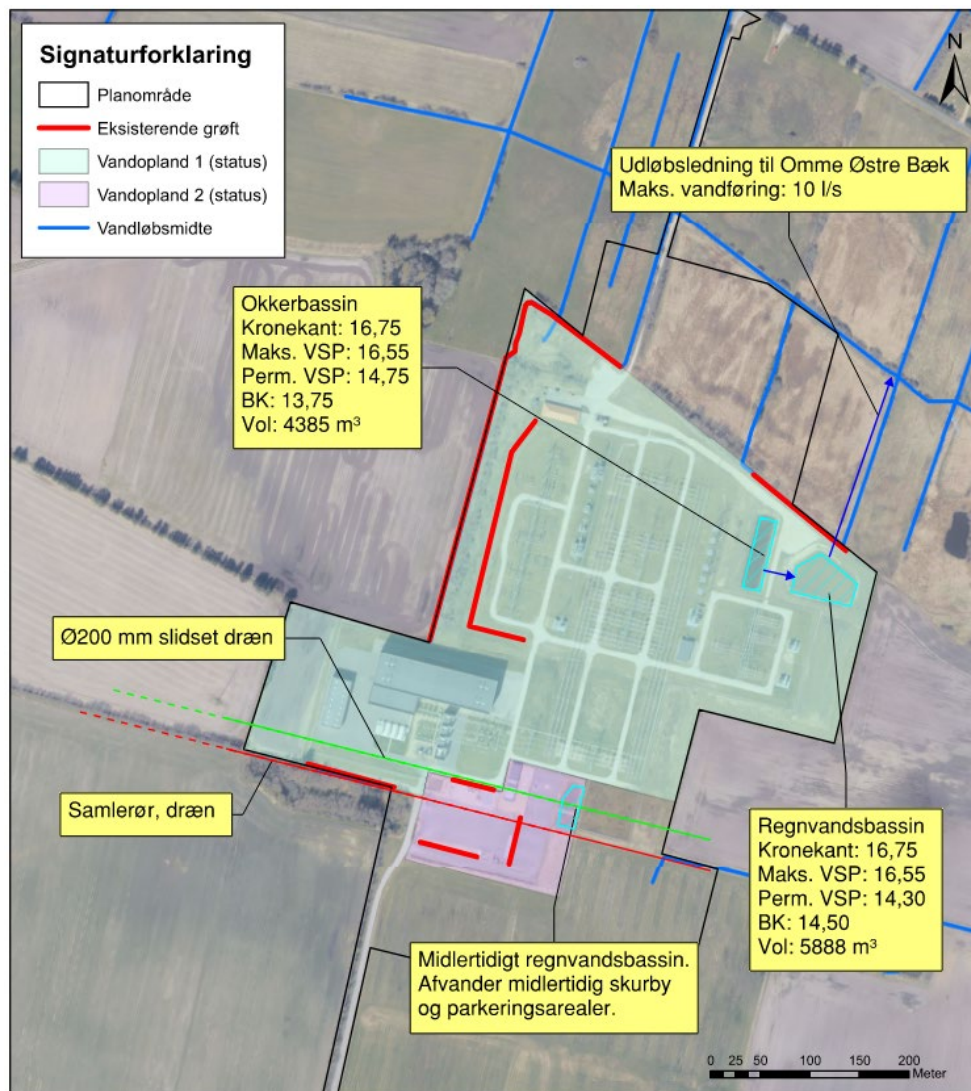 Signaturforklaring
Planområde
Eksisterende grøft
Vandopland 1 (status)
Vandopland 2 (status)
Vandløbsmidte
N
Udløbsledning til Omme Østre Bæk
Maks. vandføring: 10 l/s
Okkerbassin
Kronekant: 16,75
Maks. VSP: 16,55
Perm. VSP: 14,75
BK: 13,75
Vol: 4385 m³
Ø200 mm slidset dræn
Samlerør, dræn
Regnvandsbassin
Kronekant: 16,75
Maks. VSP: 16,55
Perm. VSP: 14,30
BK: 14,50
Vol: 5888 m³
Midlertidigt regnvandsbassin.
Afvander midlertidig skurby
og parkeringsarealer.
0 25 50 100 150 200
Meter